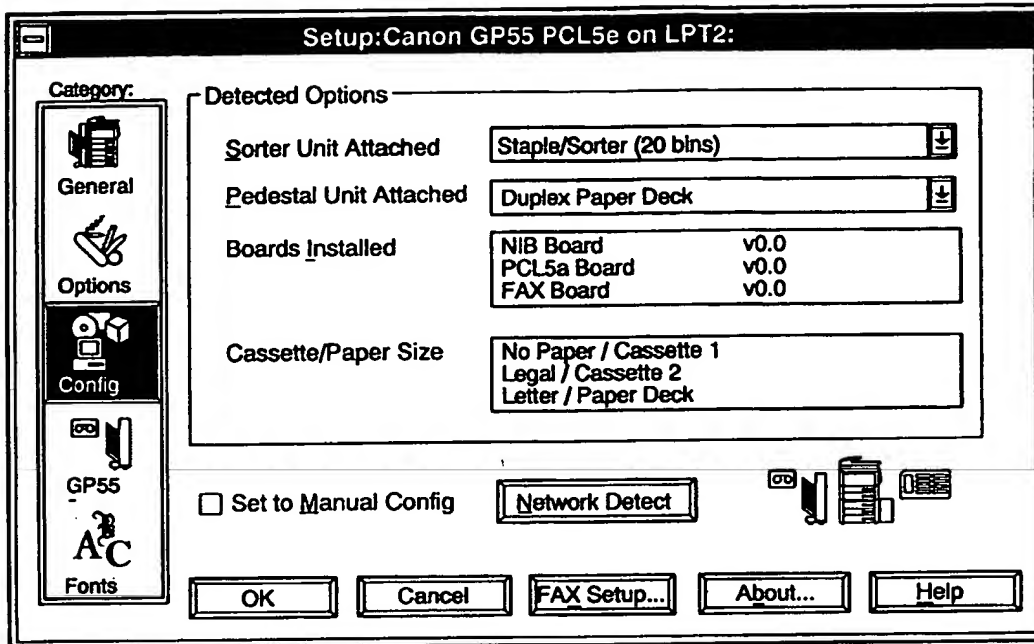 Setup:Canon GP55 PCL5e on LPT2:
Category:
General
Options
Config
GP55
Fonts
Detected Options
Sorter Unit Attached
Staple/Sorter (20 bins)
Pedestal Unit Attached
Duplex Paper Deck
Boards Installed
NIB Board v0.0
PCL5a Board v0.0
FAX Board v0.0
Cassette/Paper Size
No Paper / Cassette 1
Legal / Cassette 2
Letter / Paper Deck
Set to Manual Config
Network Detect
OK
Cancel
FAX Setup...
About...
Help